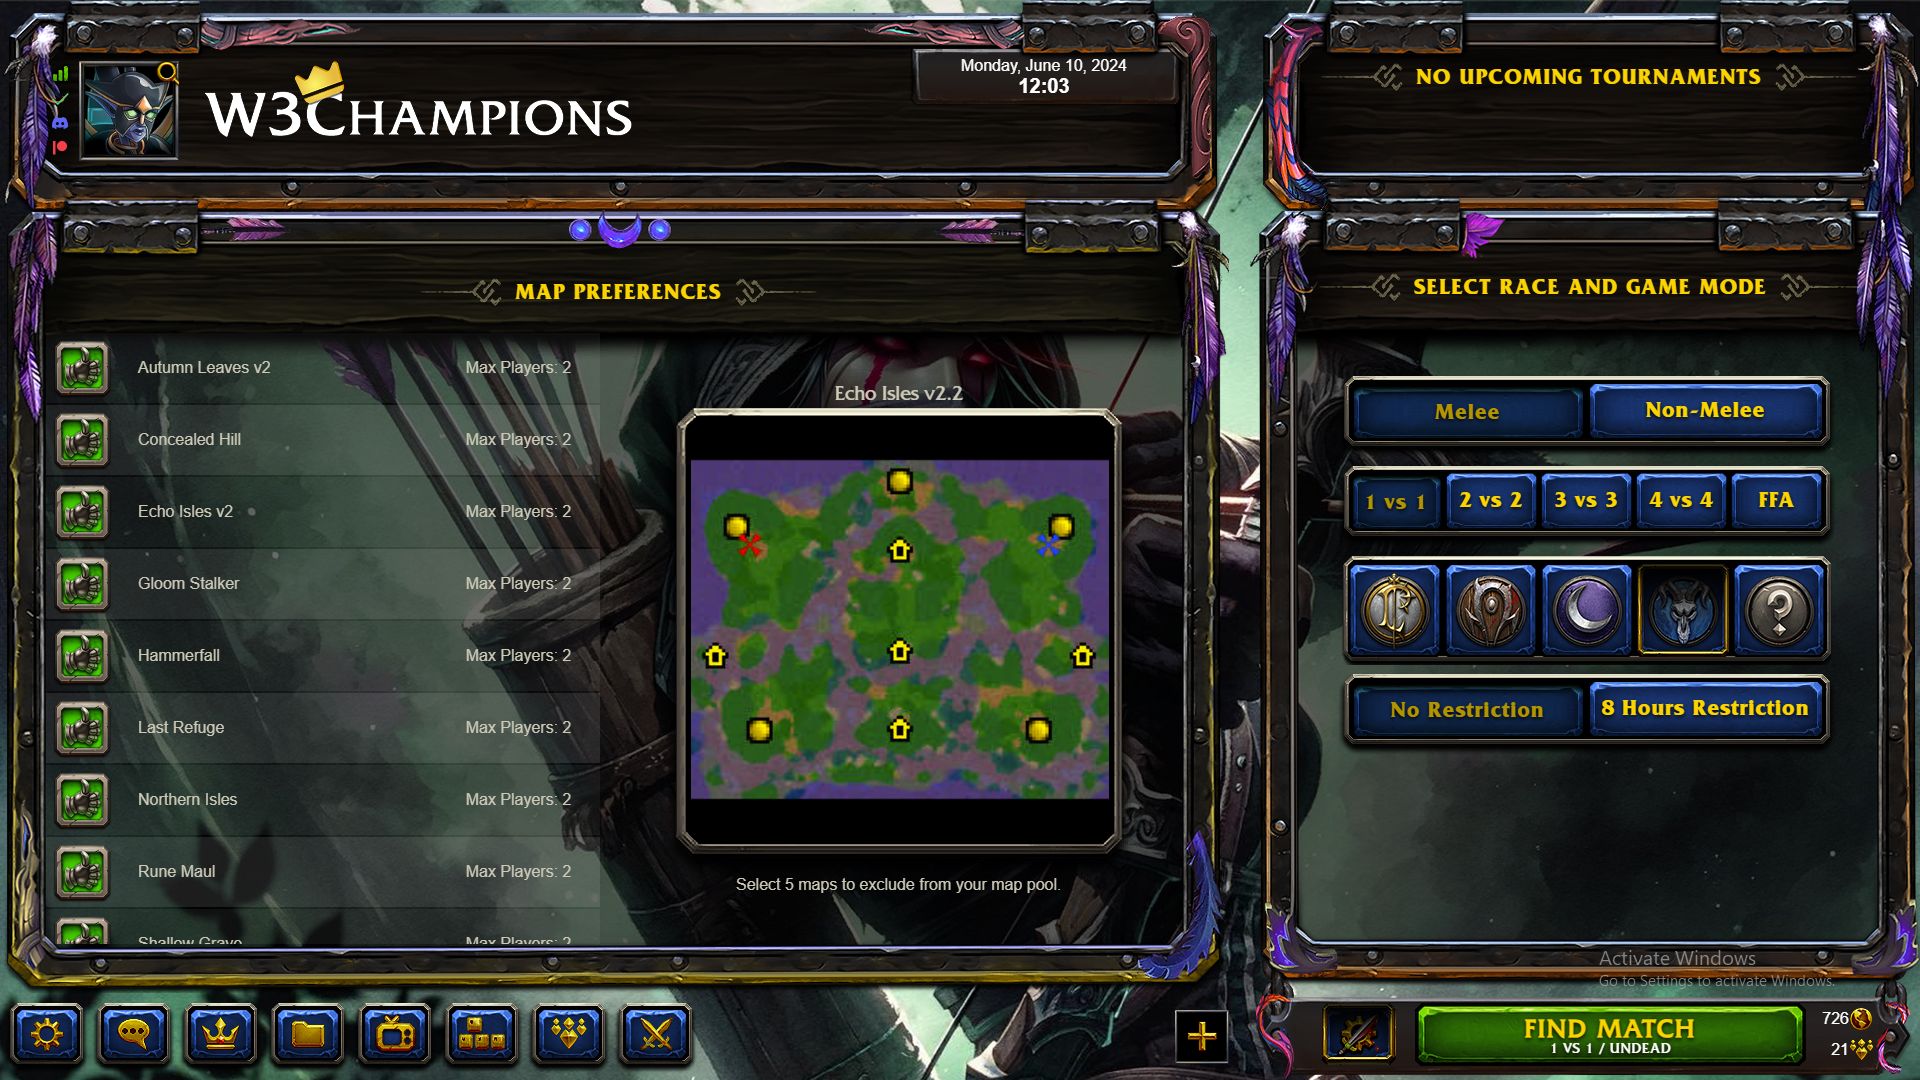 W3Champions
Monday, June 10, 2024
12:03
NO UPCOMING TOURNAMENTS
MAP PREFERENCES
Autumn Leaves v2 Max Players: 2
Concealed Hill Max Players: 2
Echo Isles v2 Max Players: 2
Gloom Stalker Max Players: 2
Hammerfall Max Players: 2
Last Refuge Max Players: 2
Northern Isles Max Players: 2
Rune Maul Max Players: 2
Shallow Grave Max Players: 2
Echo Isles v2.2
Select 5 maps to exclude from your map pool.
SELECT RACE AND GAME MODE
Melee Non-Melee
1 vs 1 2 vs 2 3 vs 3 4 vs 4 FFA
No Restriction 8 Hours Restriction
Activate Windows
Go to Settings to activate Windows.
FIND MATCH
1 VS 1 / UNDEAD
726
21